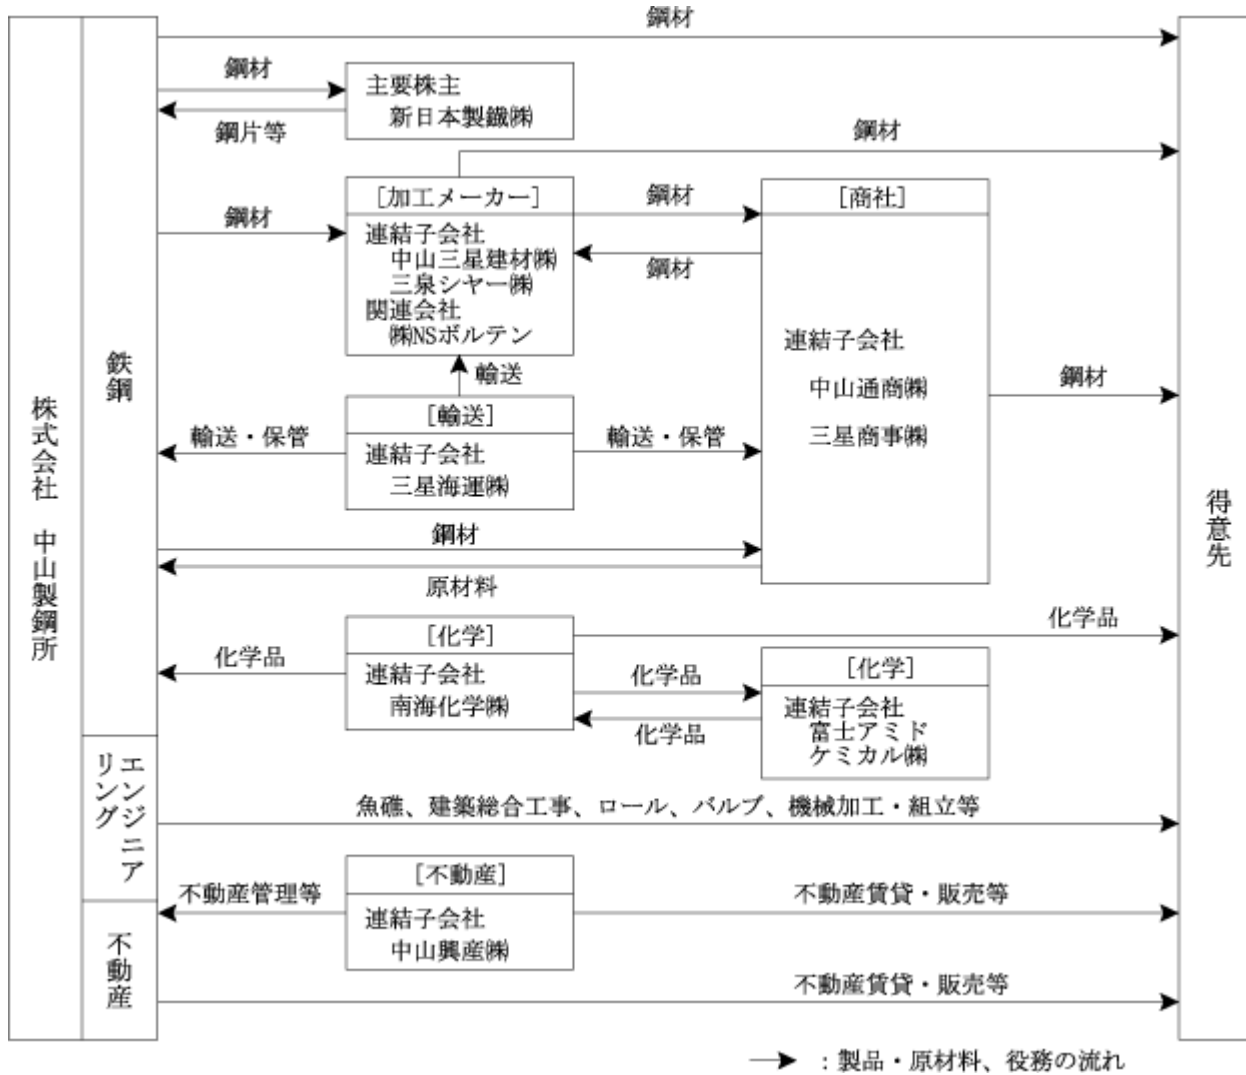 鋼材
鋼材
主要株主
新日本製鐵㈱
鋼片等
鋼材
[加工メーカー]
鋼材
[商社]
鋼材
連結子会社
中山三星建材㈱
三泉シヤー㈱
関連会社
㈱NSボルテン
鋼材
連結子会社
中山通商㈱
三星商事㈱
鋼材
輸送
[輸送]
連結子会社
三星海運㈱
輸送・保管
輸送・保管
鋼材
原材料
株式会社 中山製鋼所
鉄鋼
得意先
[化学]
化学品
化学品
連結子会社
南海化学㈱
化学品
化学品
[化学]
連結子会社
富士アミド
ケミカル㈱
エンジニア
リング
魚礁、建築総合工事、ロール、バルブ、機械加工・組立等
[不動産]
不動産管理等
連結子会社
中山興産㈱
不動産賃貸・販売等
不動産
不動産賃貸・販売等
:製品・原材料、役務の流れ